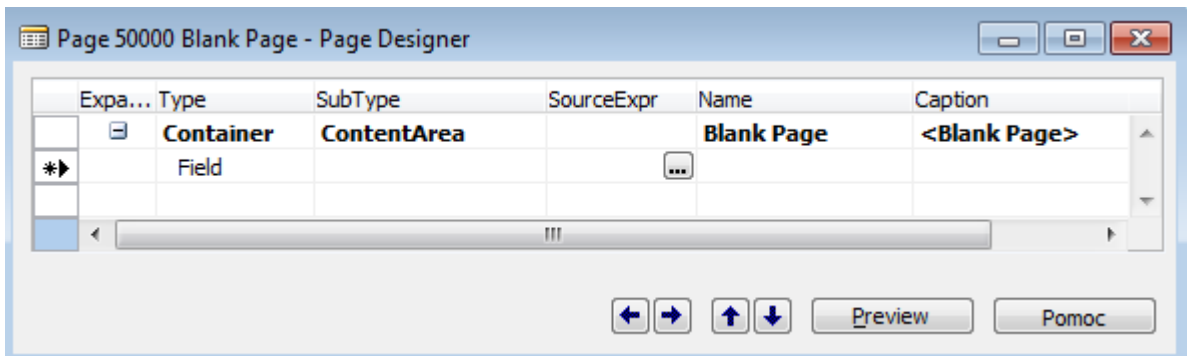 Page 50000 Blank Page - Page Designer
Expa... Type SubType SourceExpr Name Caption
Container ContentArea Blank Page <Blank Page>
Field ...
Preview Pomoc